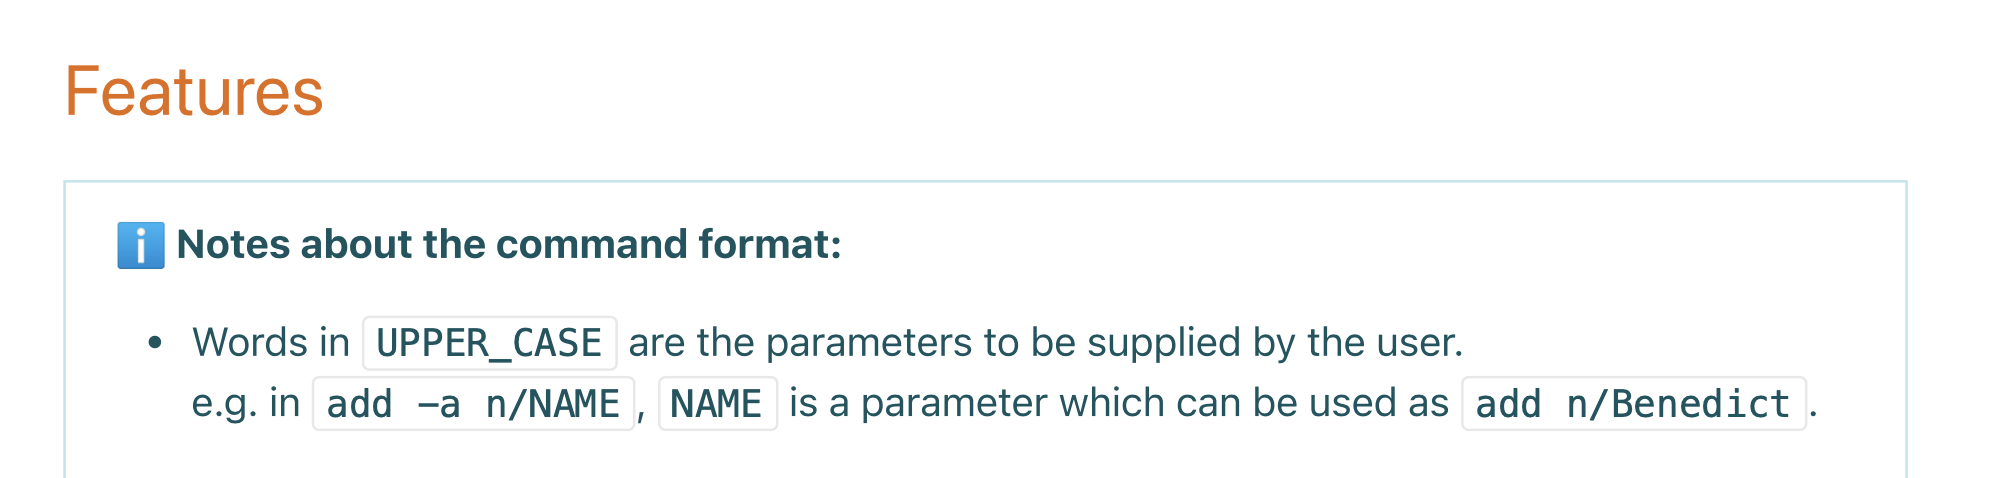 Features
ℹ️ Notes about the command format:
• Words in UPPER_CASE are the parameters to be supplied by the user.
e.g. in add -a n/NAME, NAME is a parameter which can be used as add n/Benedict.